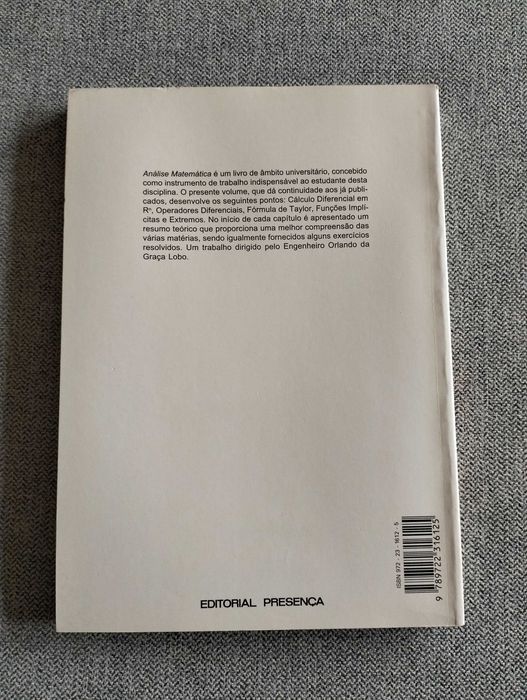 Análise Matemática é um livro de âmbito universitário, concebido
como instrumento de trabalho indispensável ao estudante desta
disciplina. O presente volume, que dá continuidade aos já publi-
cados, desenvolve os seguintes pontos: Cálculo Diferencial em
Rⁿ, Operadores Diferenciais, Fórmula de Taylor, Funções Implí-
citas e Extremos. No início de cada capítulo é apresentado um
resumo teórico que proporciona uma melhor compreensão das
várias matérias, sendo igualmente fornecidos alguns exercícios
resolvidos. Um trabalho dirigido pelo Engenheiro Orlando da
Graça Lobo.
ISBN 972 - 23 - 1612 - 5
9 789722 316125
EDITORIAL PRESENÇA